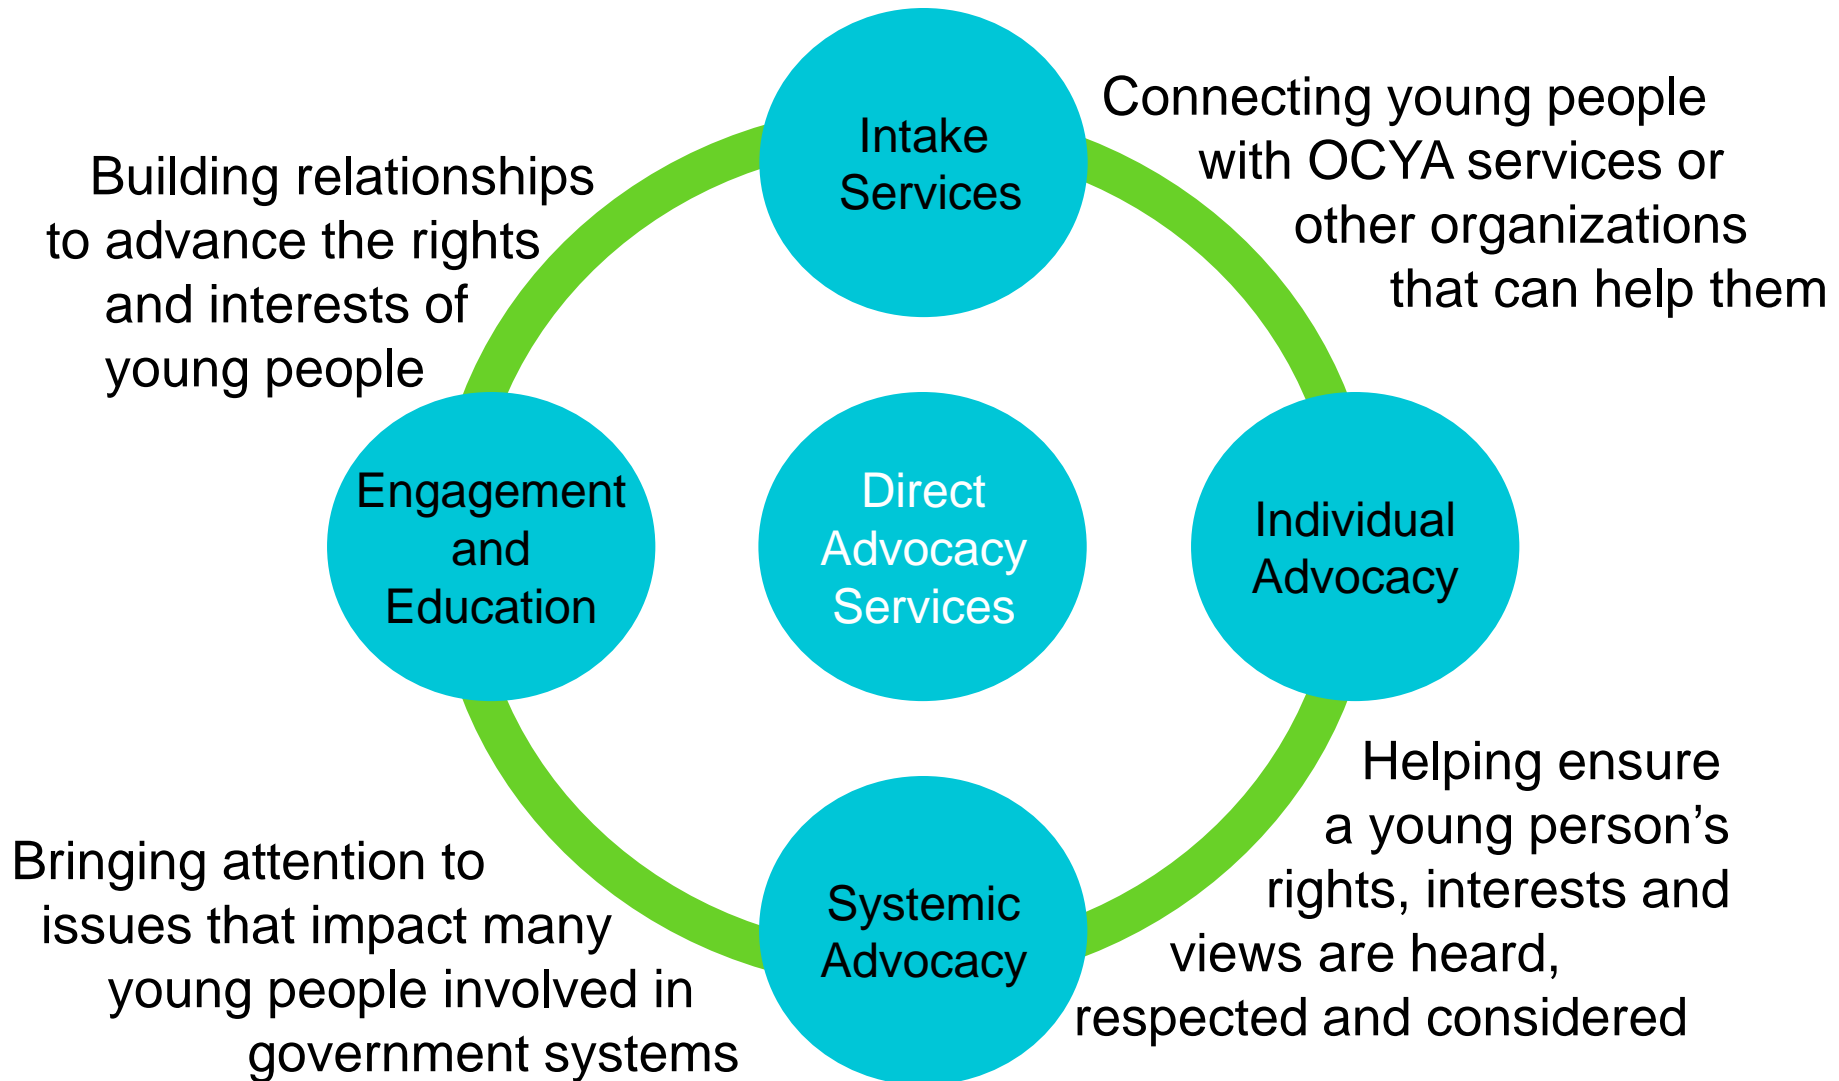 Intake
Services
Connecting young people
with OCYA services or
other organizations
that can help them
Building relationships
to advance the rights
and interests of
young people
Engagement
and
Education
Direct
Advocacy
Services
Individual
Advocacy
Helping ensure
a young person’s
rights, interests and
views are heard,
respected and considered
Systemic
Advocacy
Bringing attention to
issues that impact many
young people involved in
government systems